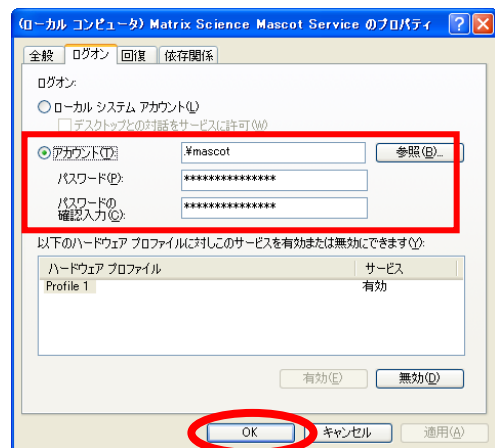 (ローカル コンピュータ) Matrix Science Mascot Service のプロパティ
全般 ログオン 回復 依存関係
ログオン:
ローカル システム アカウント(L)
デスクトップとの対話をサービスに許可(W)
アカウント(T): .¥mascot 参照(B)...
パスワード(P): ***************
パスワードの
確認入力(C): ***************
以下のハードウェア プロファイルに対しこのサービスを有効または無効にできます(Y):
ハードウェア プロファイル サービス
Profile 1 有効
有効(E) 無効(D)
OK キャンセル 適用(A)